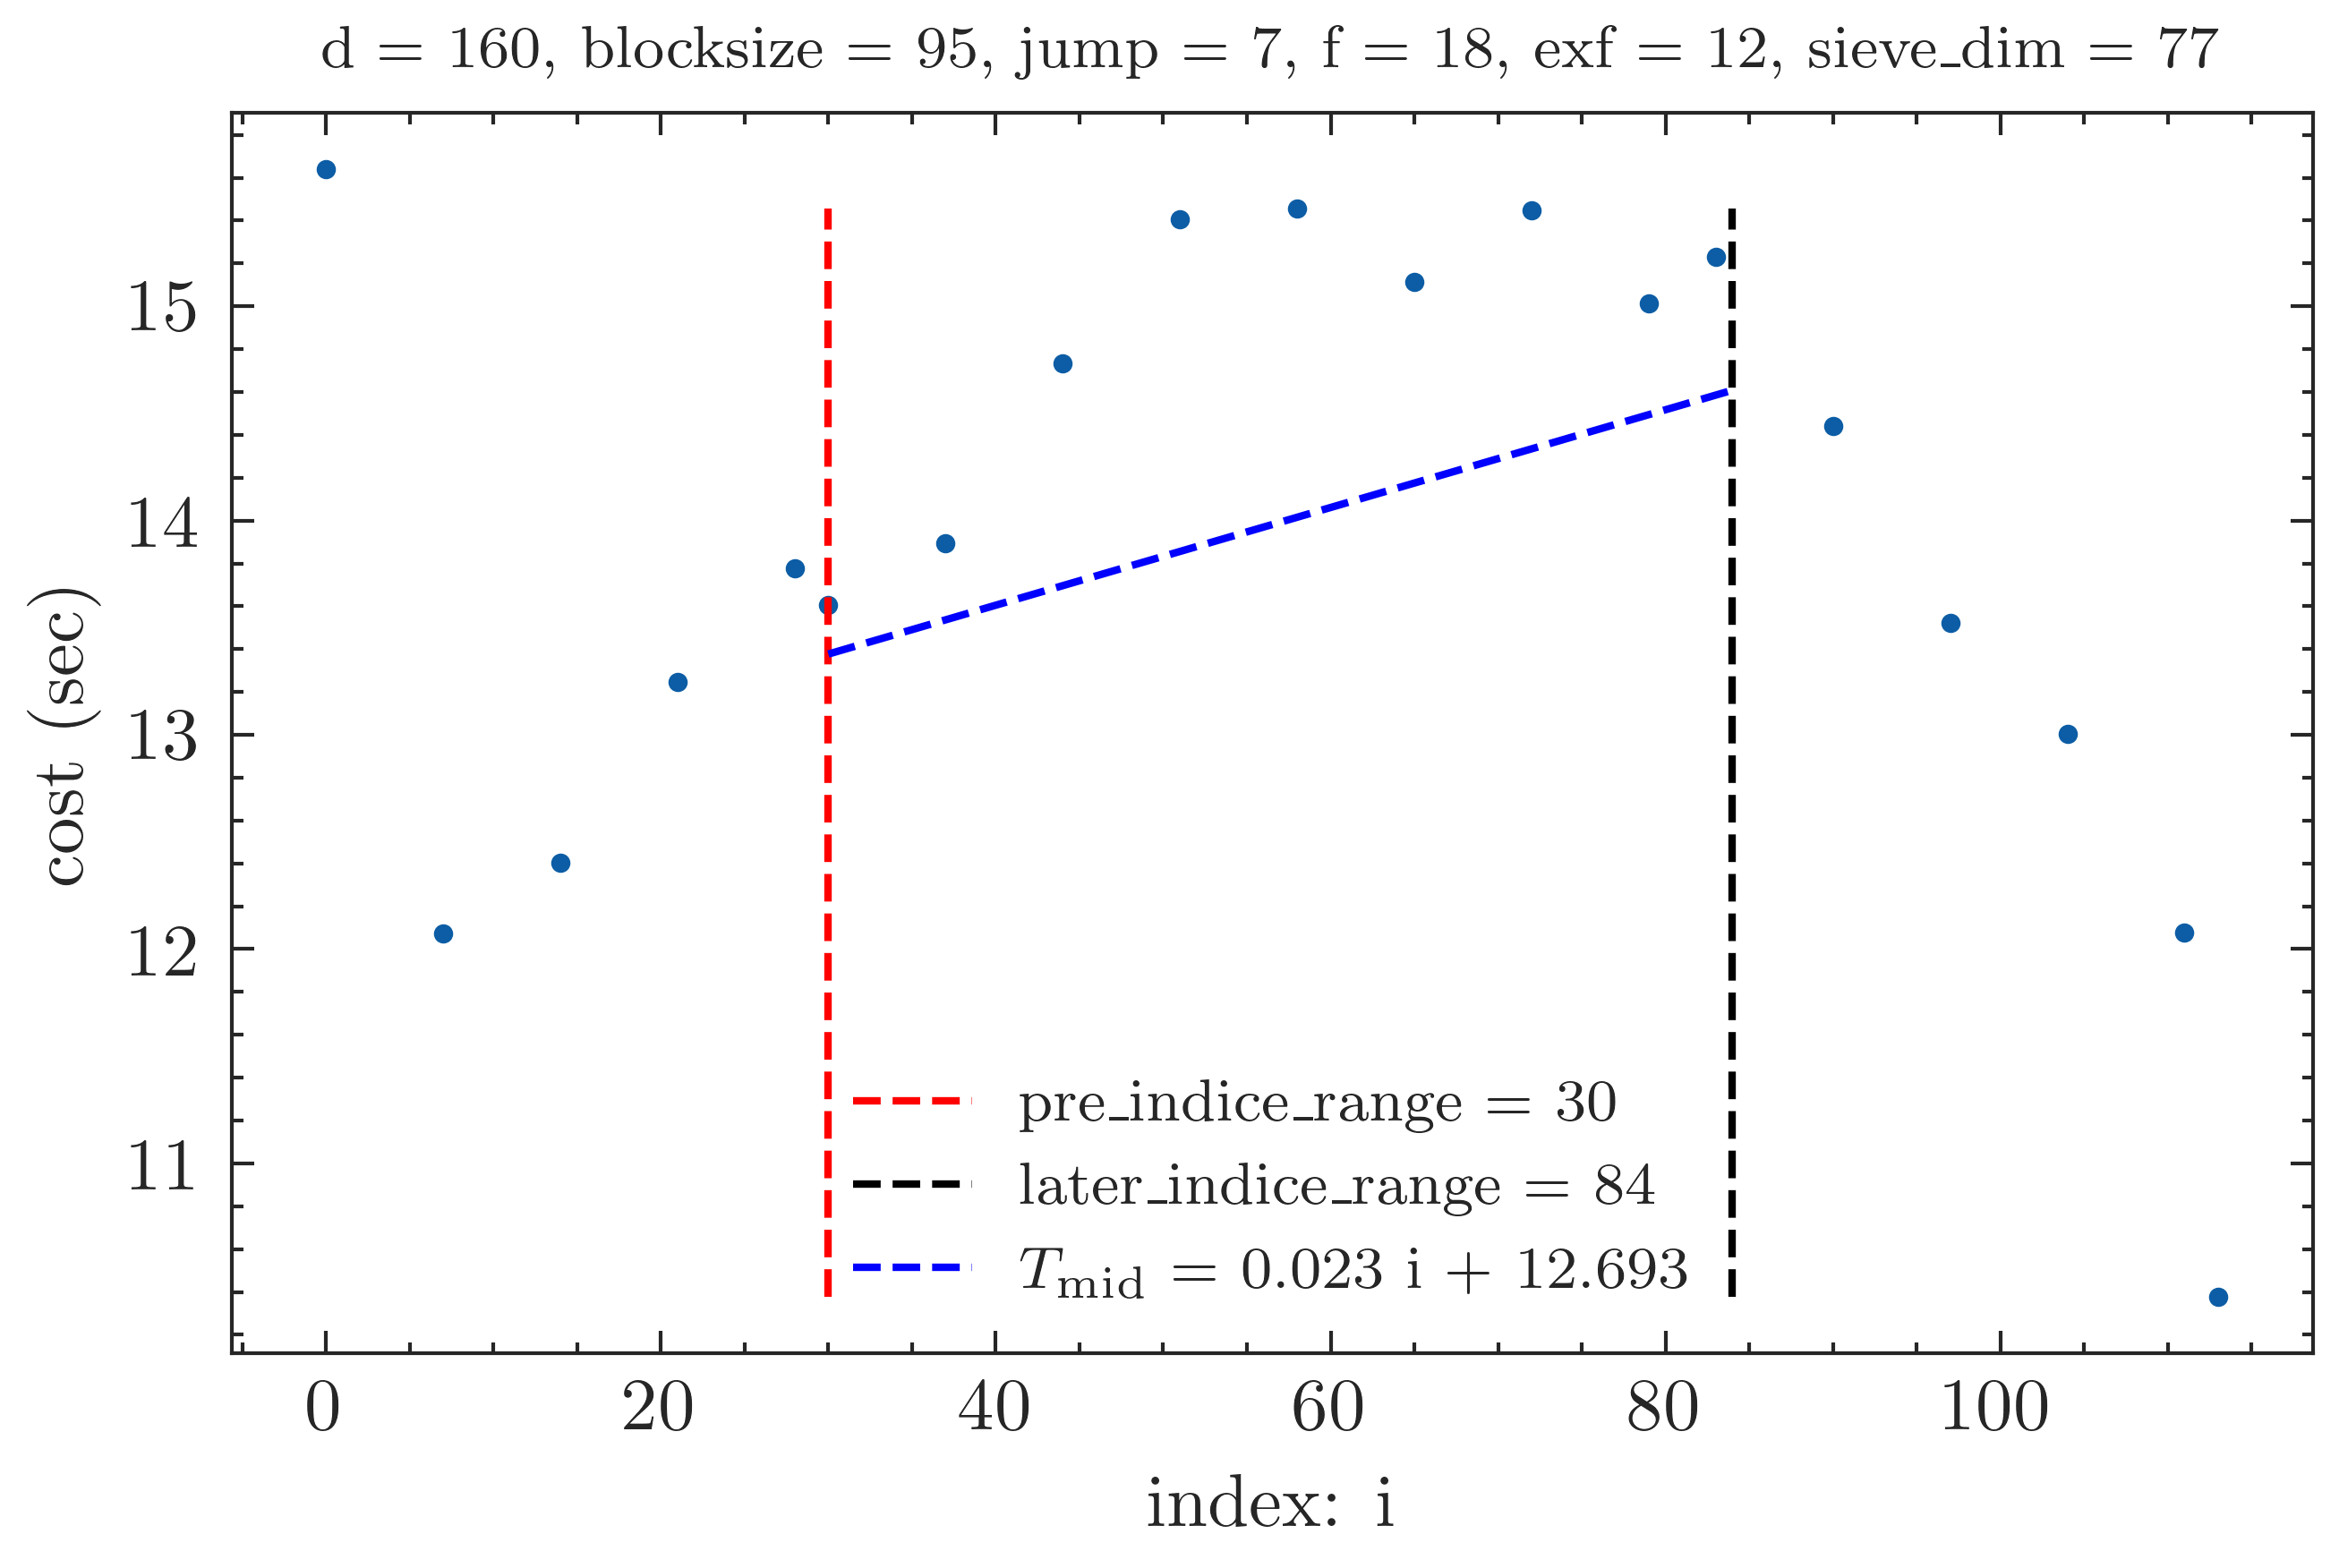 d = 160, blocksize = 95, jump = 7, f = 18, exf = 12, sieve_dim = 77
cost (sec)
15
14
13
12
11
pre_indice_range = 30
later_indice_range = 84
T_mid = 0.023 i + 12.693
0 20 40 60 80 100
index: i